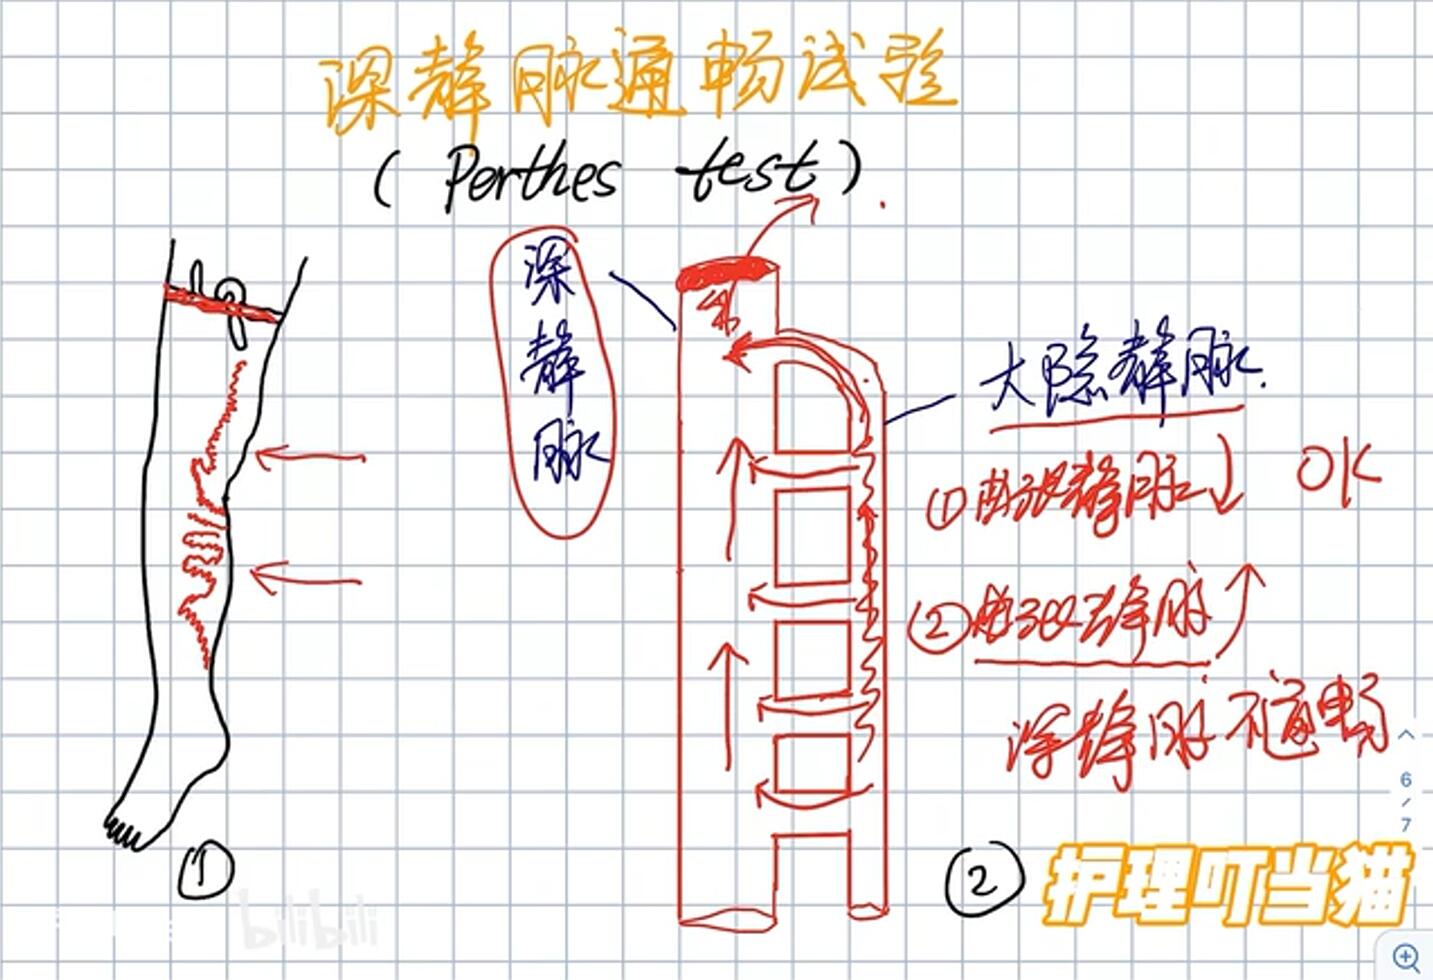 深静脉通畅试验
(Perthes test)
深静脉
大隐静脉
① 曲张静脉↓ OK
② 曲张静脉↑
深静脉不通畅
①
②
护理叮当猫
bilibili
6/7